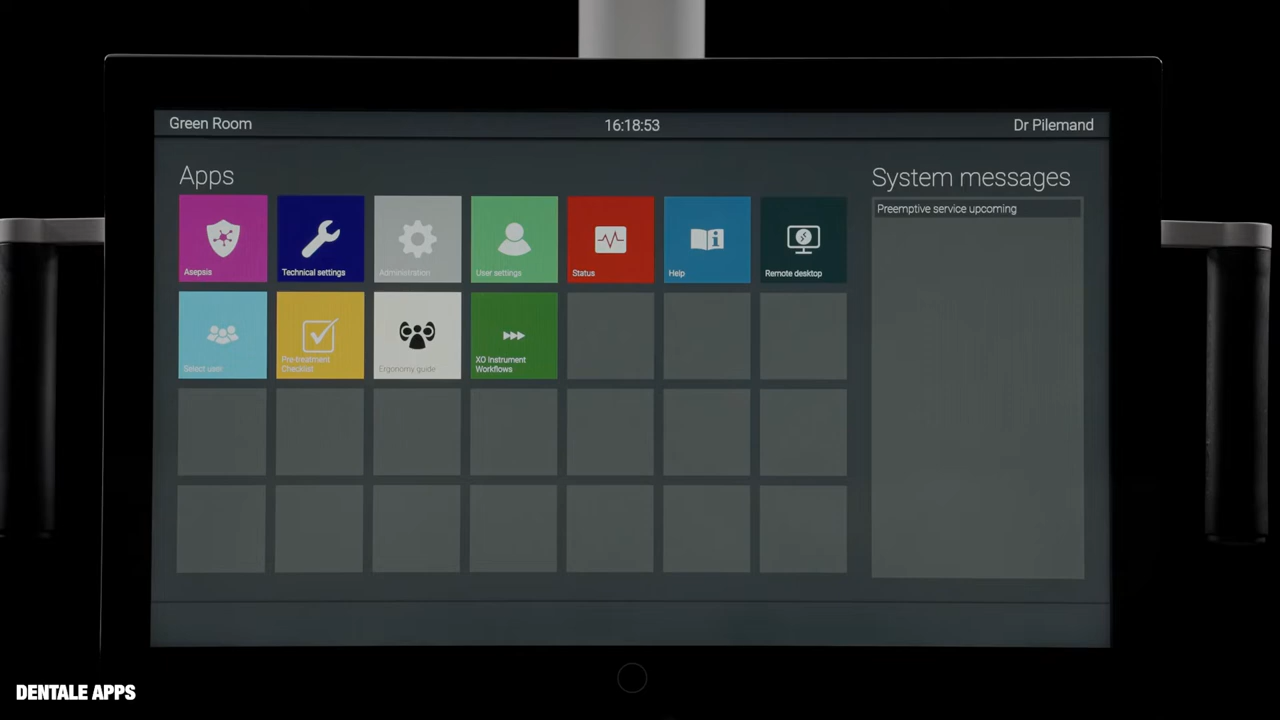 Green Room
16:18:53
Dr Pilemand
Apps
System messages
Preemptive service upcoming
Asepsis
Technical settings
Administration
User settings
Status
Help
Remote desktop
Select user
Pre-treatment
Checklist
Ergonomy guide
XO Instrument
Workflows
DENTALE APPS